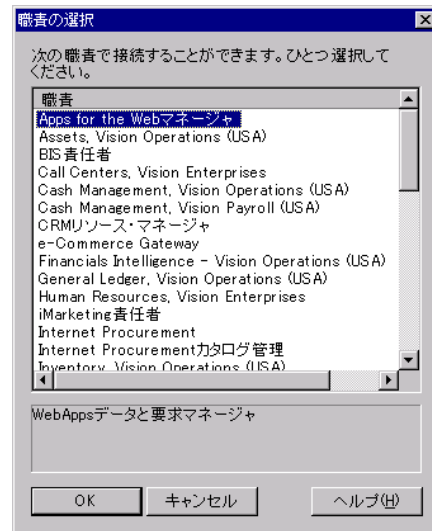 職責の選択
次の職責で接続することができます。ひとつ選択して
ください。
職責
Apps for the Webマネージャ
Assets, Vision Operations (USA)
BIS責任者
Call Centers, Vision Enterprises
Cash Management, Vision Operations (USA)
Cash Management, Vision Payroll (USA)
CRMリソース・マネージャ
e-Commerce Gateway
Financials Intelligence - Vision Operations (USA)
General Ledger, Vision Operations (USA)
Human Resources, Vision Enterprises
iMarketing責任者
Internet Procurement
Internet Procurementカタログ管理
Inventory, Vision Operations (USA)
WebAppsデータと要求マネージャ
OK キャンセル ヘルプ(H)